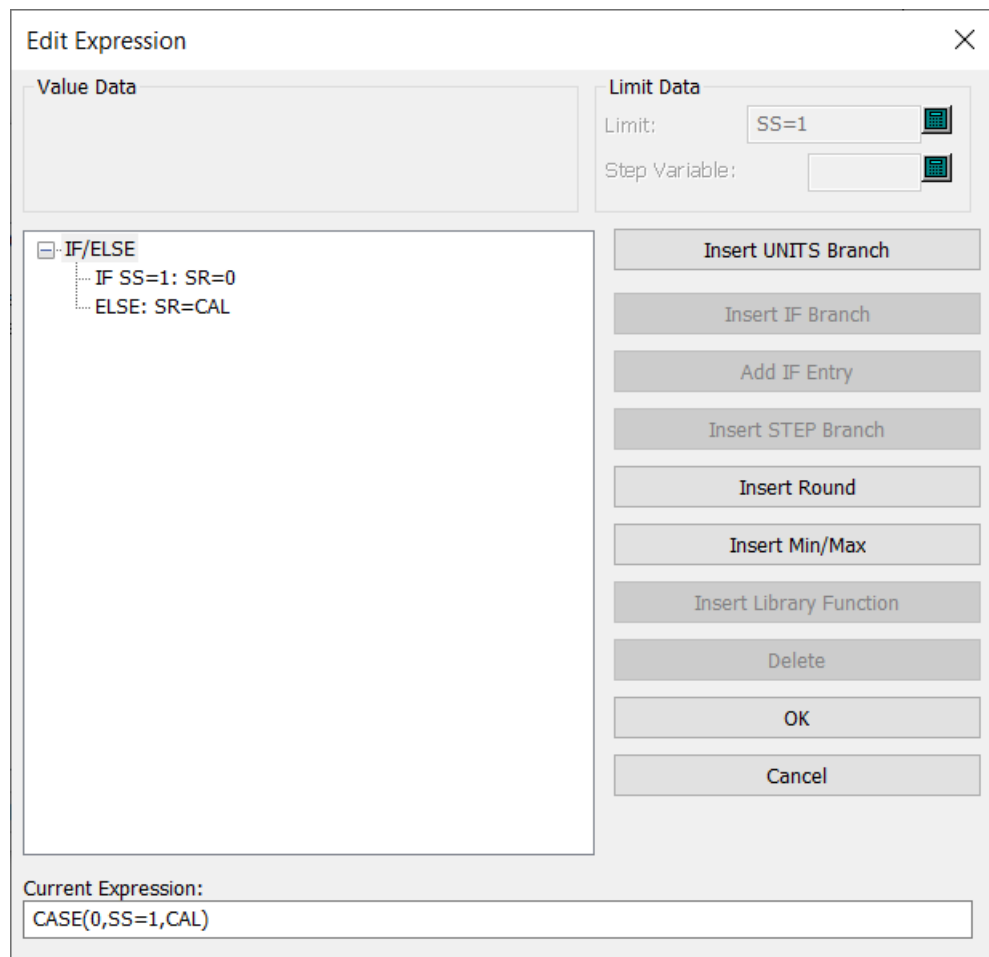 Edit Expression
Value Data
Limit Data
Limit:
SS=1
Step Variable:
IF/ELSE
IF SS=1: SR=0
ELSE: SR=CAL
Insert UNITS Branch
Insert IF Branch
Add IF Entry
Insert STEP Branch
Insert Round
Insert Min/Max
Insert Library Function
Delete
OK
Cancel
Current Expression:
CASE(0,SS=1,CAL)